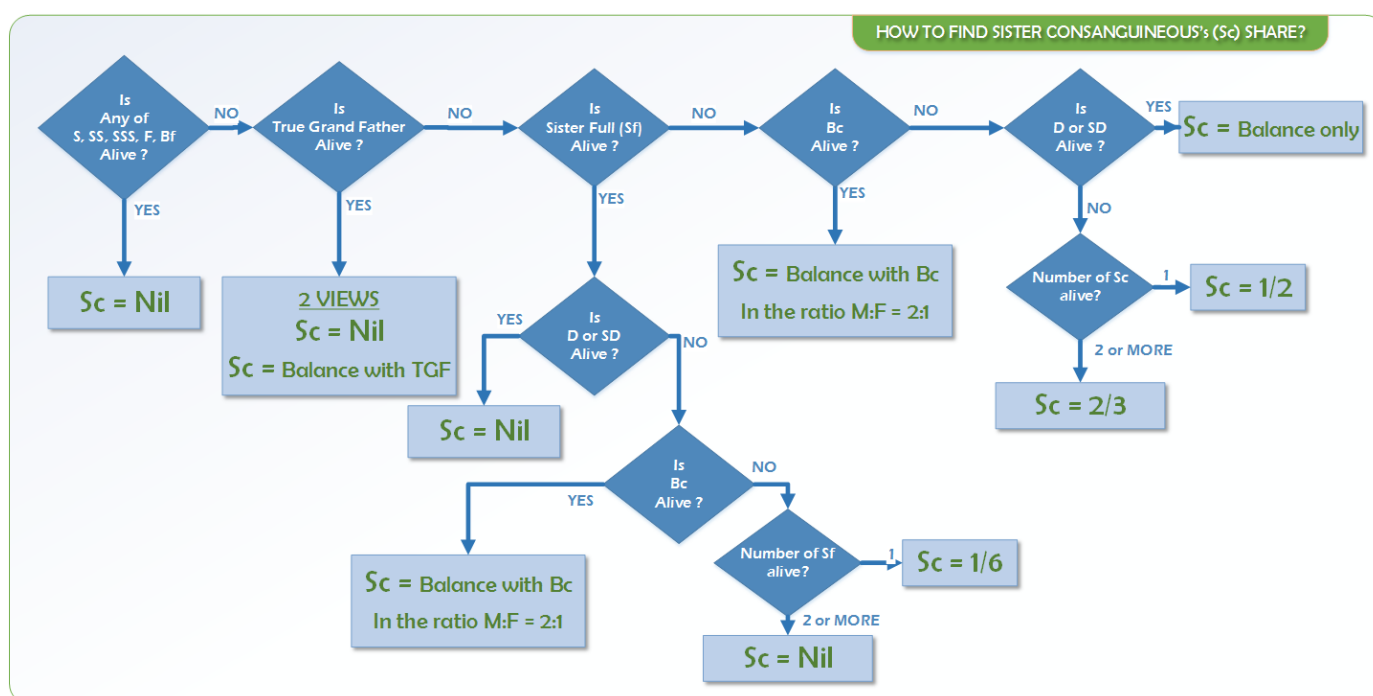 HOW TO FIND SISTER CONSANGUINEOUS's (Sc) SHARE?
Is
Any of
S, SS, SSS, F, Bf
Alive ?
NO
YES
Sc = Nil
Is
True Grand Father
Alive ?
NO
YES
2 VIEWS
Sc = Nil
Sc = Balance with TGF
Is
Sister Full (Sf)
Alive ?
NO
YES
Is
D or SD
Alive ?
YES
NO
Sc = Nil
Is
Bc
Alive ?
YES
NO
Sc = Balance with Bc
In the ratio M:F = 2:1
Number of Sf
alive?
1
Sc = 1/6
2 or MORE
Sc = Nil
Is
Bc
Alive ?
NO
YES
Sc = Balance with Bc
In the ratio M:F = 2:1
Is
D or SD
Alive ?
YES
Sc = Balance only
NO
Number of Sc
alive?
1
Sc = 1/2
2 or MORE
Sc = 2/3